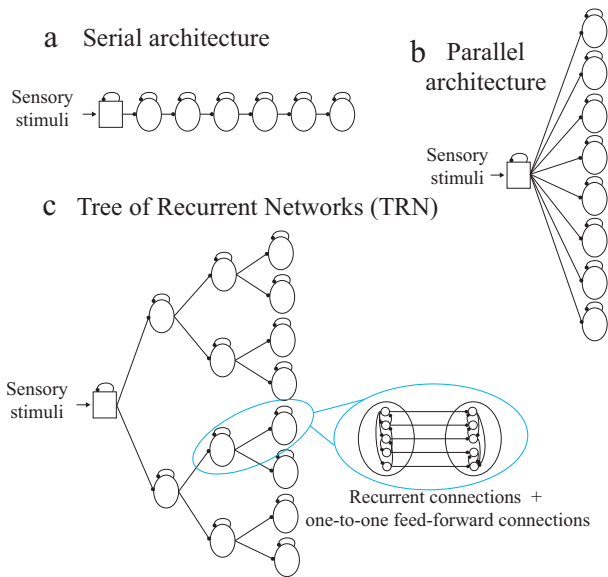 a Serial architecture
Sensory
stimuli
b Parallel
architecture
Sensory
stimuli
c Tree of Recurrent Networks (TRN)
Sensory
stimuli
Recurrent connections +
one-to-one feed-forward connections